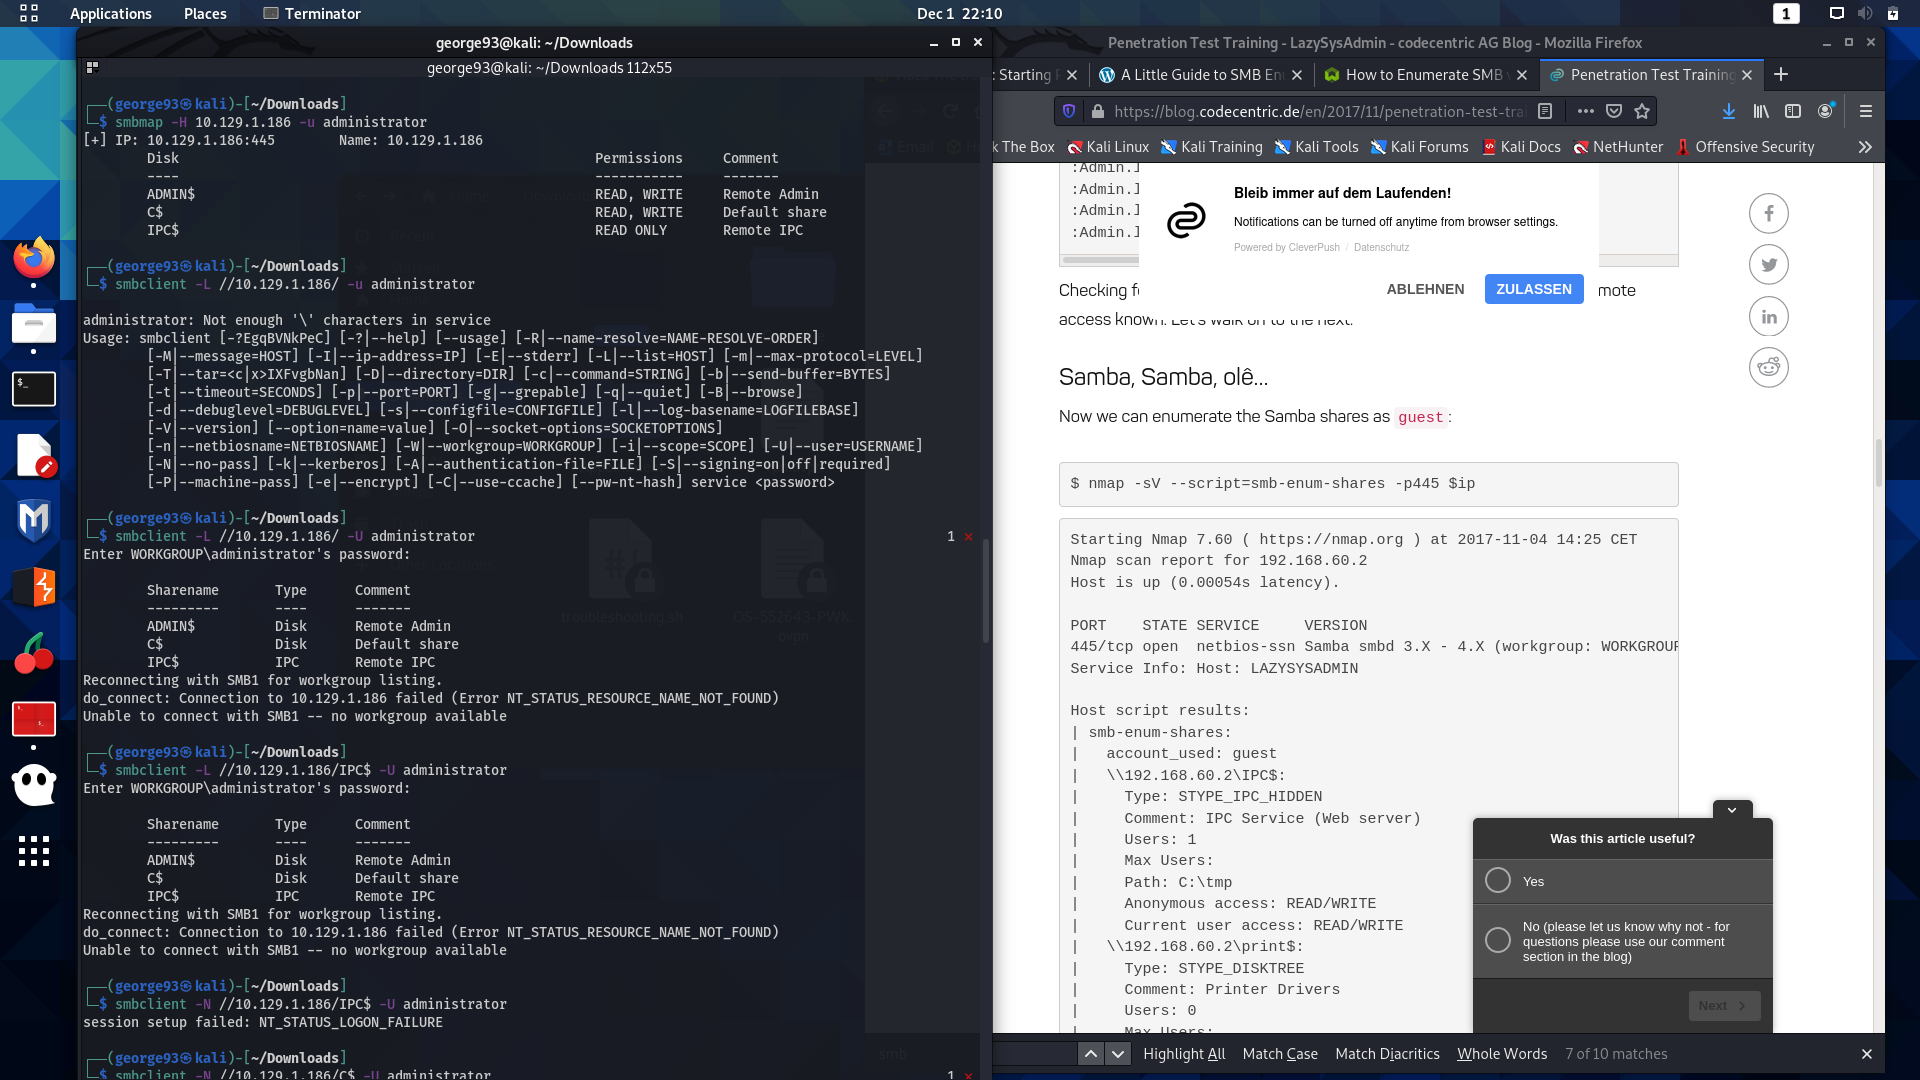 Applications
Places
Terminator
Dec 1  22:10
1
george93@kali: ~/Downloads
george93@kali: ~/Downloads 112x55
┌──(george93㉿kali)-[~/Downloads]
└─$ smbmap -H 10.129.1.186 -u administrator
[+] IP: 10.129.1.186:445        Name: 10.129.1.186
Disk                                                    Permissions     Comment
----                                                    -----------     -------
ADMIN$                                                  READ, WRITE     Remote Admin
C$                                                      READ, WRITE     Default share
IPC$                                                    READ ONLY       Remote IPC
┌──(george93㉿kali)-[~/Downloads]
└─$ smbclient -L //10.129.1.186/ -u administrator
administrator: Not enough '\' characters in service
Usage: smbclient [-?EgqBVNkPeC] [-?|--help] [--usage] [-R|--name-resolve=NAME-RESOLVE-ORDER]
[-M|--message=HOST] [-I|--ip-address=IP] [-E|--stderr] [-L|--list=HOST] [-m|--max-protocol=LEVEL]
[-T|--tar=<c|x>IXFvgbNan] [-D|--directory=DIR] [-c|--command=STRING] [-b|--send-buffer=BYTES]
[-t|--timeout=SECONDS] [-p|--port=PORT] [-g|--grepable] [-q|--quiet] [-B|--browse]
[-d|--debuglevel=DEBUGLEVEL] [-s|--configfile=CONFIGFILE] [-l|--log-basename=LOGFILEBASE]
[-V|--version] [--option=name=value] [-O|--socket-options=SOCKETOPTIONS]
[-n|--netbiosname=NETBIOSNAME] [-W|--workgroup=WORKGROUP] [-i|--scope=SCOPE] [-U|--user=USERNAME]
[-N|--no-pass] [-k|--kerberos] [-A|--authentication-file=FILE] [-S|--signing=on|off|required]
[-P|--machine-pass] [-e|--encrypt] [-C|--use-ccache] [--pw-nt-hash] service <password>
┌──(george93㉿kali)-[~/Downloads]
└─$ smbclient -L //10.129.1.186/ -U administrator                                                           1 ⨯
Enter WORKGROUP\administrator's password:
Sharename       Type      Comment
---------       ----      -------
ADMIN$          Disk      Remote Admin
C$              Disk      Default share
IPC$            IPC       Remote IPC
Reconnecting with SMB1 for workgroup listing.
do_connect: Connection to 10.129.1.186 failed (Error NT_STATUS_RESOURCE_NAME_NOT_FOUND)
Unable to connect with SMB1 -- no workgroup available
┌──(george93㉿kali)-[~/Downloads]
└─$ smbclient -L //10.129.1.186/IPC$ -U administrator
Enter WORKGROUP\administrator's password:
Sharename       Type      Comment
---------       ----      -------
ADMIN$          Disk      Remote Admin
C$              Disk      Default share
IPC$            IPC       Remote IPC
Reconnecting with SMB1 for workgroup listing.
do_connect: Connection to 10.129.1.186 failed (Error NT_STATUS_RESOURCE_NAME_NOT_FOUND)
Unable to connect with SMB1 -- no workgroup available
┌──(george93㉿kali)-[~/Downloads]
└─$ smbclient -N //10.129.1.186/IPC$ -U administrator
session setup failed: NT_STATUS_LOGON_FAILURE
┌──(george93㉿kali)-[~/Downloads]
└─$ smbclient -N //10.129.1.186/C$ -U administrator                                                         1 ⨯
troubleshooting.sh
OS-552643-PWK.
ovpn
Penetration Test Training - LazySysAdmin - codecentric AG Blog - Mozilla Firefox
: Starting P
A Little Guide to SMB En
How to Enumerate SMB
Penetration Test Training
https://blog.codecentric.de/en/2017/11/penetration-test-trai
The Box
Kali Linux
Kali Training
Kali Tools
Kali Forums
Kali Docs
NetHunter
Offensive Security
:Admin.
:Admin.
:Admin.
:Admin.
Bleib immer auf dem Laufenden!
Notifications can be turned off anytime from browser settings.
Powered by CleverPush / Datenschutz
ABLEHNEN
ZULASSEN
Checking fo mote
access known. Let's walk on to the next.
Samba, Samba, olê...
Now we can enumerate the Samba shares as guest:
$ nmap -sV --script=smb-enum-shares -p445 $ip
Starting Nmap 7.60 ( https://nmap.org ) at 2017-11-04 14:25 CET
Nmap scan report for 192.168.60.2
Host is up (0.00054s latency).
PORT    STATE SERVICE     VERSION
445/tcp open  netbios-ssn Samba smbd 3.X - 4.X (workgroup: WORKGROUP
Service Info: Host: LAZYSYSADMIN
Host script results:
| smb-enum-shares:
|   account_used: guest
|   \\192.168.60.2\IPC$:
|     Type: STYPE_IPC_HIDDEN
|     Comment: IPC Service (Web server)
|     Users: 1
|     Max Users:
|     Path: C:\tmp
|     Anonymous access: READ/WRITE
|     Current user access: READ/WRITE
|   \\192.168.60.2\print$:
|     Type: STYPE_DISKTREE
|     Comment: Printer Drivers
|     Users: 0
|     Max Users:
Was this article useful?
Yes
No (please let us know why not - for
questions please use our comment
section in the blog)
Next
smb
Highlight All
Match Case
Match Diacritics
Whole Words
7 of 10 matches